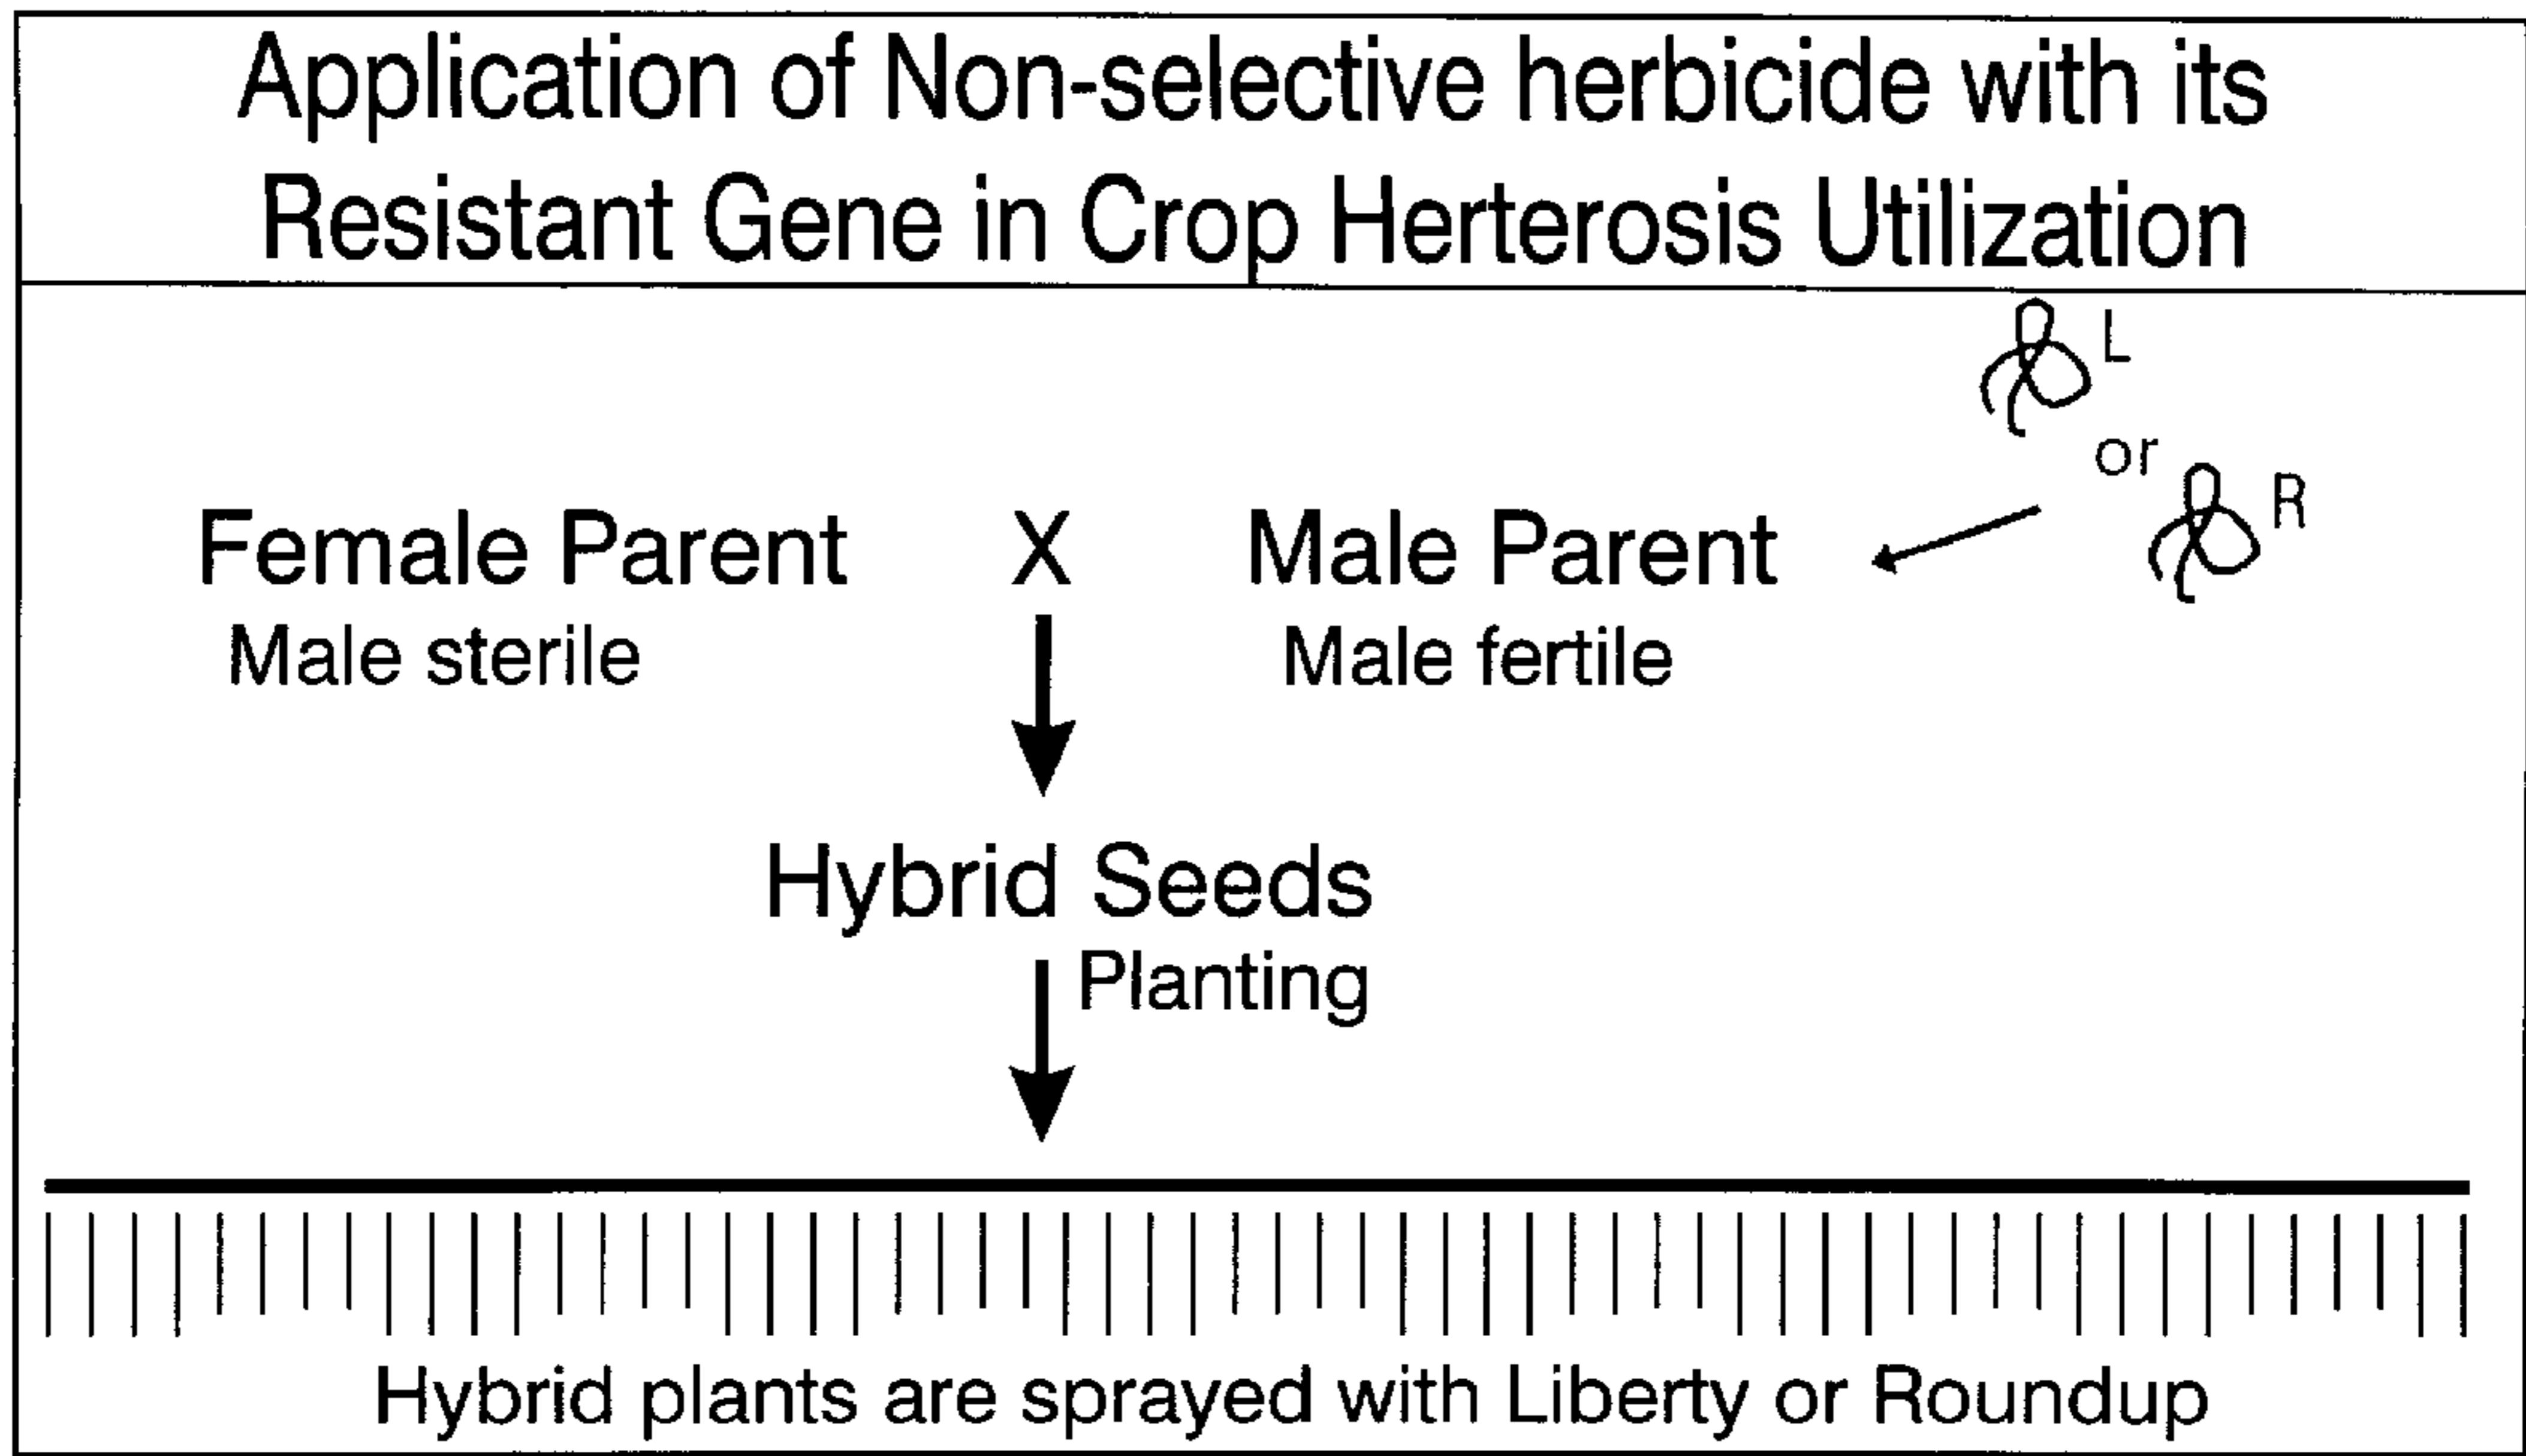 Application of Non-selective herbicide with its
Resistant Gene in Crop Herterosis Utilization
L
or
R
Female Parent X Male Parent
Male sterile Male fertile
Hybrid Seeds
Planting
Hybrid plants are sprayed with Liberty or Roundup